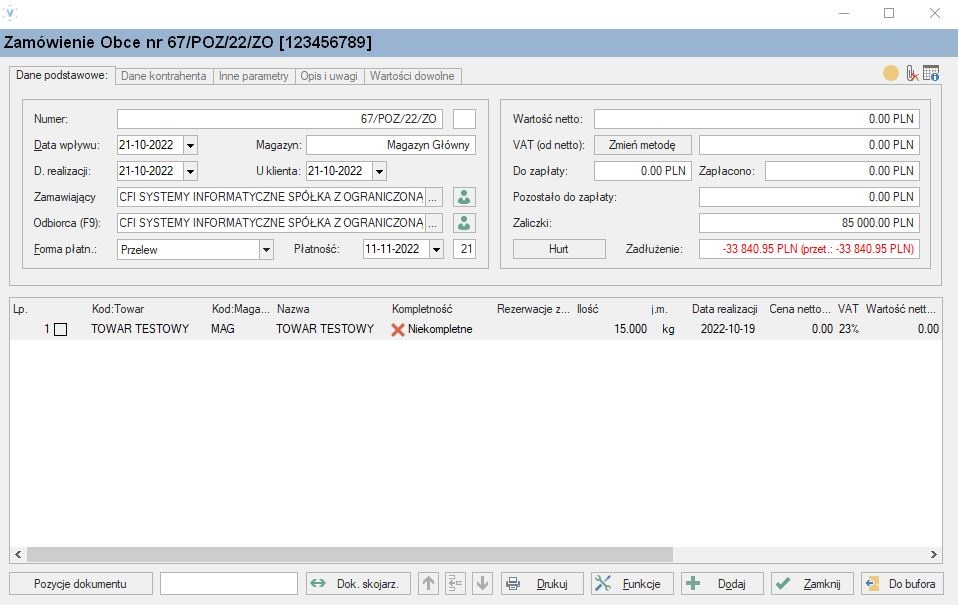 V
Zamówienie Obce nr 67/POZ/22/ZO [123456789]
Dane podstawowe: Dane kontrahenta Inne parametry Opis i uwagi Wartości dowolne
Numer: 67/POZ/22/ZO
Data wpływu: 21-10-2022 Magazyn: Magazyn Główny
D. realizacji: 21-10-2022 U klienta: 21-10-2022
Zamawiający CFI SYSTEMY INFORMATYCZNE SPÓŁKA Z OGRANICZONĄ ...
Odbiorca (F9): CFI SYSTEMY INFORMATYCZNE SPÓŁKA Z OGRANICZONĄ ...
Forma płatn.: Przelew Płatność: 11-11-2022 21
Wartość netto: 0.00 PLN
VAT (od netto): Zmień metodę 0.00 PLN
Do zapłaty: 0.00 PLN Zapłacono: 0.00 PLN
Pozostało do zapłaty: 0.00 PLN
Zaliczki: 85 000.00 PLN
Hurt Zadłużenie: -33 840.95 PLN (przet.: -33 840.95 PLN)
Lp. Kod:Towar Kod:Maga... Nazwa Kompletność Rezerwacje z... Ilość j.m. Data realizacji Cena netto... VAT Wartość nett...
1 TOWAR TESTOWY MAG TOWAR TESTOWY Niekompletne 15.000 kg 2022-10-19 0.00 23% 0.00
Pozycje dokumentu Dok. skojarz. Drukuj Funkcje Dodaj Zamknij Do bufora